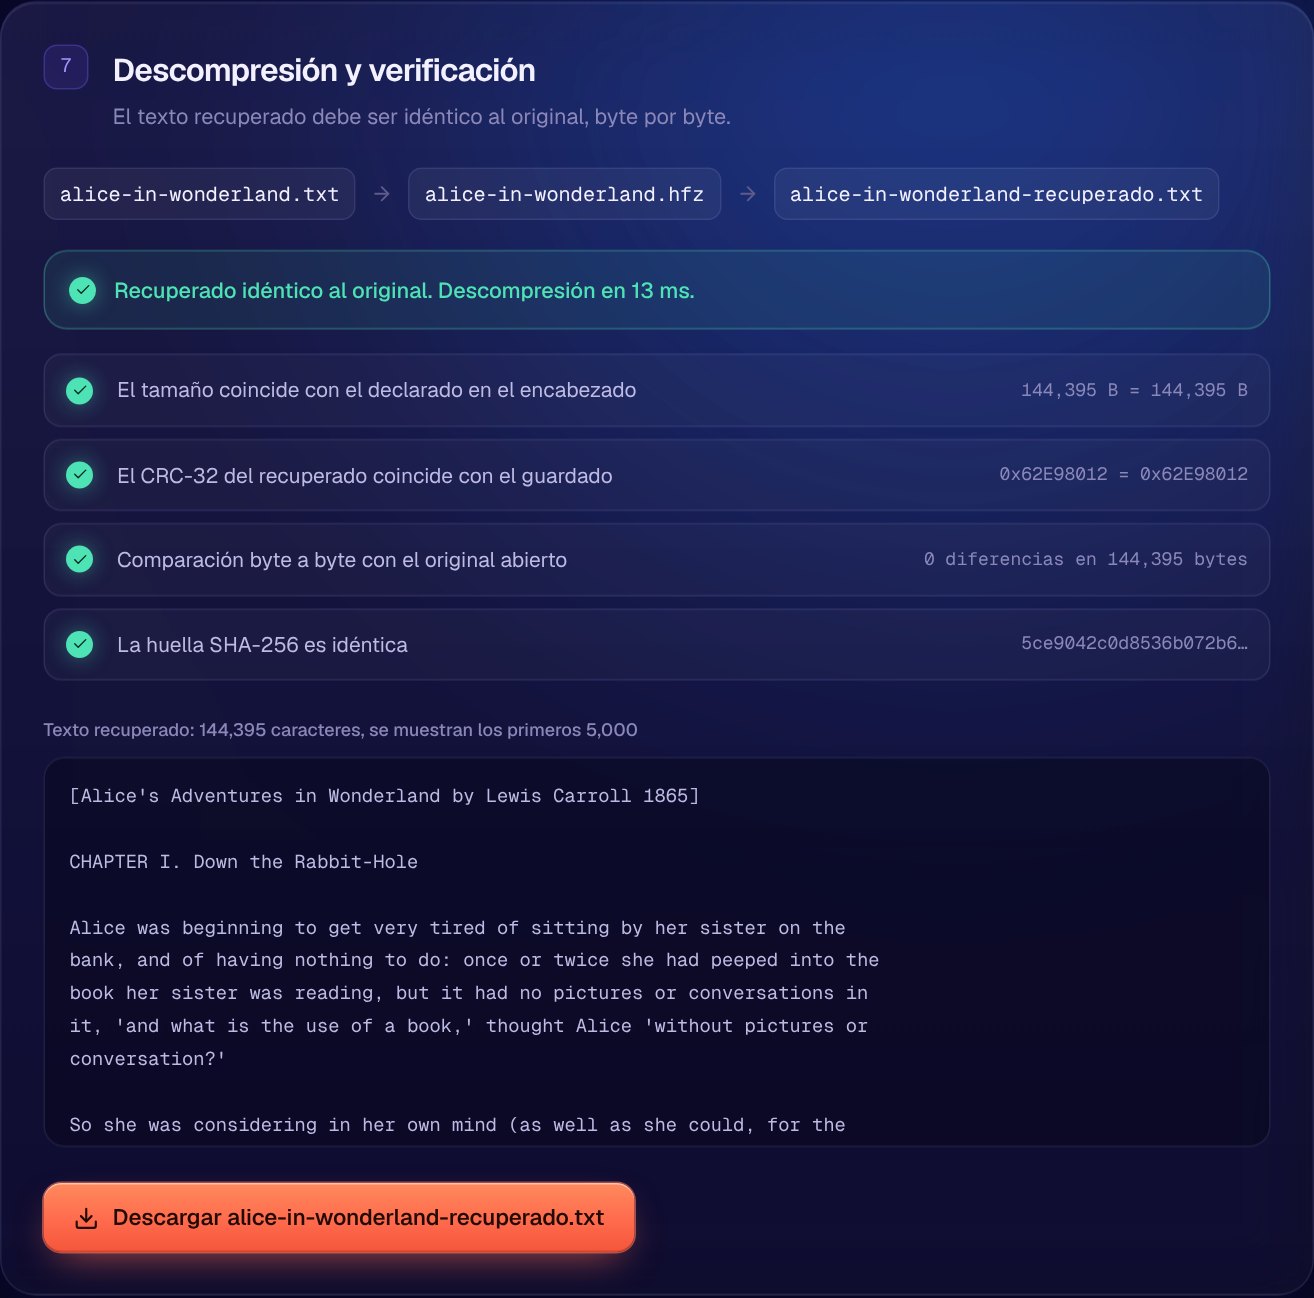 7
Descompresión y verificación
El texto recuperado debe ser idéntico al original, byte por byte.
alice-in-wonderland.txt → alice-in-wonderland.hfz → alice-in-wonderland-recuperado.txt
Recuperado idéntico al original. Descompresión en 13 ms.
El tamaño coincide con el declarado en el encabezado 144,395 B = 144,395 B
El CRC-32 del recuperado coincide con el guardado 0x62E98012 = 0x62E98012
Comparación byte a byte con el original abierto 0 diferencias en 144,395 bytes
La huella SHA-256 es idéntica 5ce9042c0d8536b072b6…
Texto recuperado: 144,395 caracteres, se muestran los primeros 5,000
[Alice's Adventures in Wonderland by Lewis Carroll 1865]
CHAPTER I. Down the Rabbit-Hole
Alice was beginning to get very tired of sitting by her sister on the
bank, and of having nothing to do: once or twice she had peeped into the
book her sister was reading, but it had no pictures or conversations in
it, 'and what is the use of a book,' thought Alice 'without pictures or
conversation?'
So she was considering in her own mind (as well as she could, for the
Descargar alice-in-wonderland-recuperado.txt